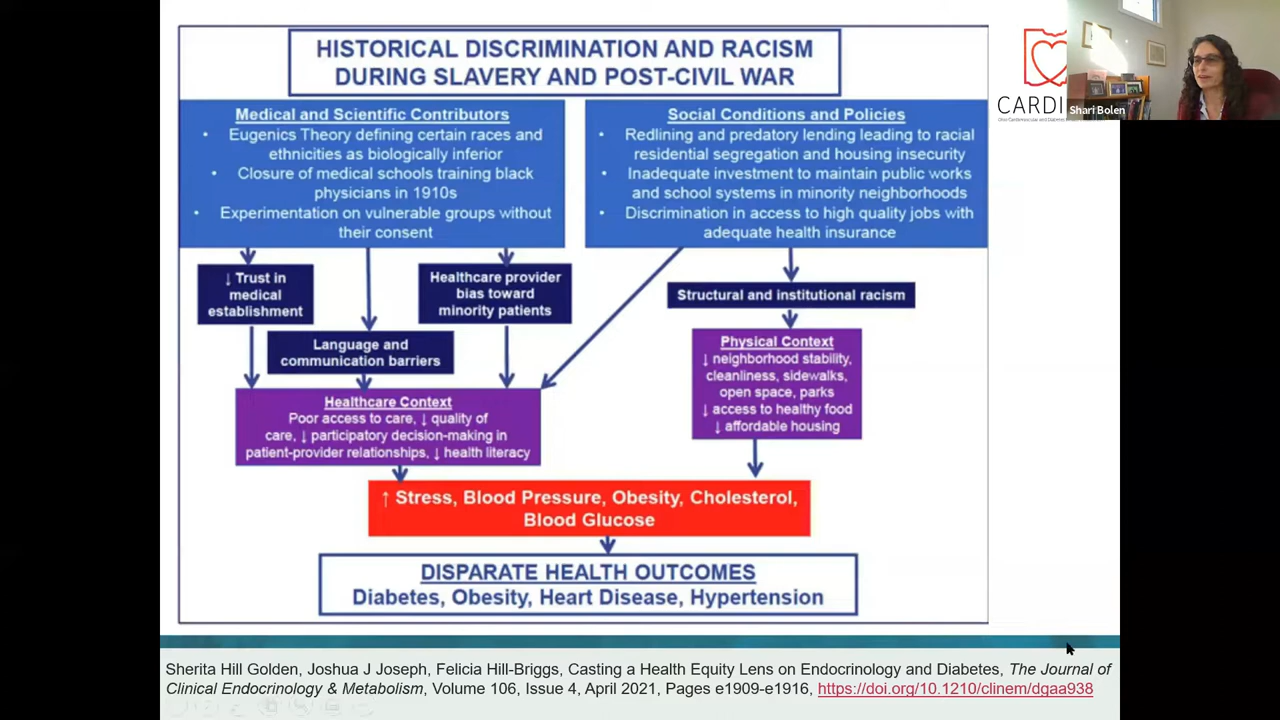 HISTORICAL DISCRIMINATION AND RACISM
DURING SLAVERY AND POST-CIVIL WAR
Medical and Scientific Contributors
• Eugenics Theory defining certain races and
ethnicities as biologically inferior
• Closure of medical schools training black
physicians in 1910s
• Experimentation on vulnerable groups without
their consent
Social Conditions and Policies
• Redlining and predatory lending leading to racial
residential segregation and housing insecurity
• Inadequate investment to maintain public works
and school systems in minority neighborhoods
• Discrimination in access to high quality jobs with
adequate health insurance
↓ Trust in
medical
establishment
Language and
communication barriers
Healthcare provider
bias toward
minority patients
Structural and institutional racism
Healthcare Context
Poor access to care, ↓ quality of
care, ↓ participatory decision-making in
patient-provider relationships, ↓ health literacy
Physical Context
↓ neighborhood stability,
cleanliness, sidewalks,
open space, parks
↓ access to healthy food
↓ affordable housing
↑ Stress, Blood Pressure, Obesity, Cholesterol,
Blood Glucose
DISPARATE HEALTH OUTCOMES
Diabetes, Obesity, Heart Disease, Hypertension
CARDI
Shari Bolen
Sherita Hill Golden, Joshua J Joseph, Felicia Hill-Briggs, Casting a Health Equity Lens on Endocrinology and Diabetes, The Journal of
Clinical Endocrinology & Metabolism, Volume 106, Issue 4, April 2021, Pages e1909-e1916, https://doi.org/10.1210/clinem/dgaa938